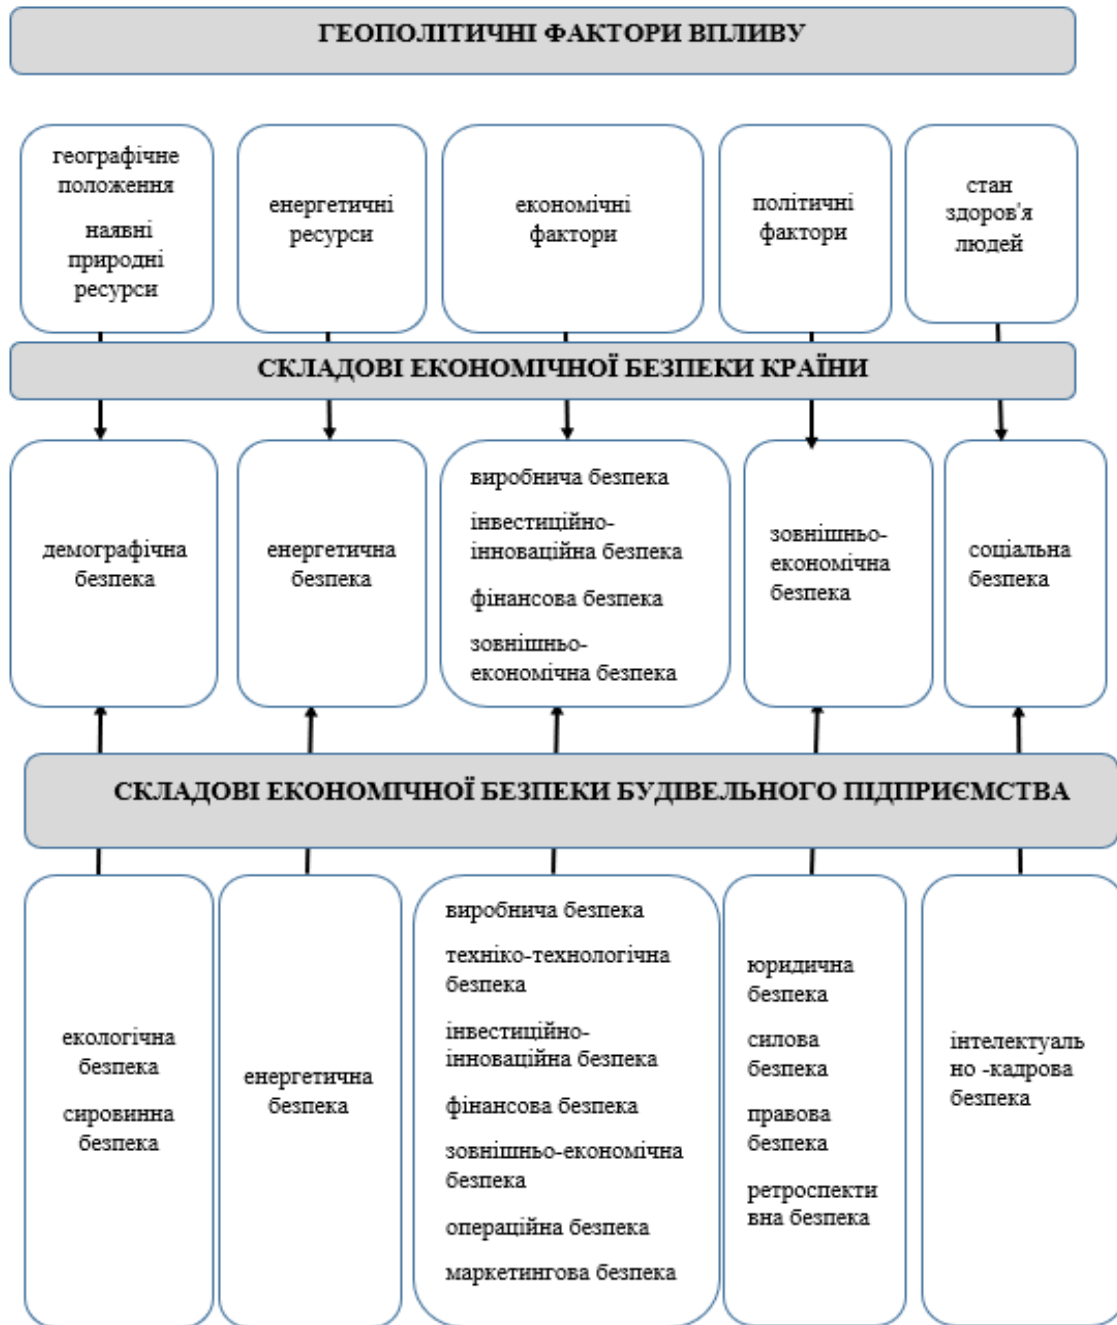 ГЕОПОЛІТИЧНІ ФАКТОРИ ВПЛИВУ
географічне
положення
наявні
природні
ресурси
енергетичні
ресурси
економічні
фактори
політичні
фактори
стан
здоров'я
людей
СКЛАДОВІ ЕКОНОМІЧНОЇ БЕЗПЕКИ КРАЇНИ
демографічна
безпека
енергетична
безпека
виробнича безпека
інвестиційно-
інноваційна безпека
фінансова безпека
зовнішньо-
економічна безпека
зовнішньо-
економічна
безпека
соціальна
безпека
СКЛАДОВІ ЕКОНОМІЧНОЇ БЕЗПЕКИ БУДІВЕЛЬНОГО ПІДПРИЄМСТВА
екологічна
безпека
сировинна
безпека
енергетична
безпека
виробнича безпека
техніко-технологічна
безпека
інвестиційно-
інноваційна безпека
фінансова безпека
зовнішньо-економічна
безпека
операційна безпека
маркетингова безпека
юридична
безпека
силова
безпека
правова
безпека
ретроспекти
вна безпека
інтелектуаль
но -кадрова
безпека